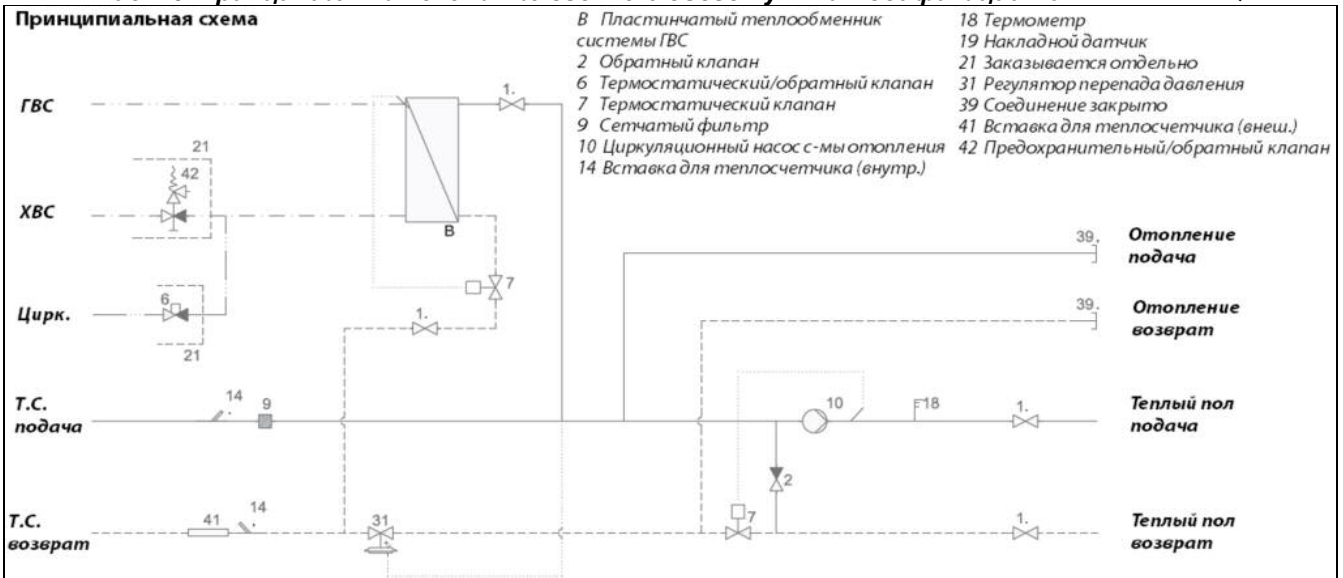 Принципиальная схема
В Пластинчатый теплообменник
системы ГВС
2 Обратный клапан
6 Термостатический/обратный клапан
7 Термостатический клапан
9 Сетчатый фильтр
10 Циркуляционный насос с-мы отопления
14 Вставка для теплосчетчика (внутр.)
18 Термометр
19 Накладной датчик
21 Заказывается отдельно
31 Регулятор перепада давления
39 Соединение закрыто
41 Вставка для теплосчетчика (внеш.)
42 Предохранительный/обратный клапан
ГВС
1.
21
42
ХВС
В
7
6
Цирк.
1.
21
39.
Отопление
подача
39.
Отопление
возврат
Т.С.
подача
14
9
10
18
1.
Теплый пол
подача
2
Т.С.
возврат
41
14
31
7
1.
Теплый пол
возврат